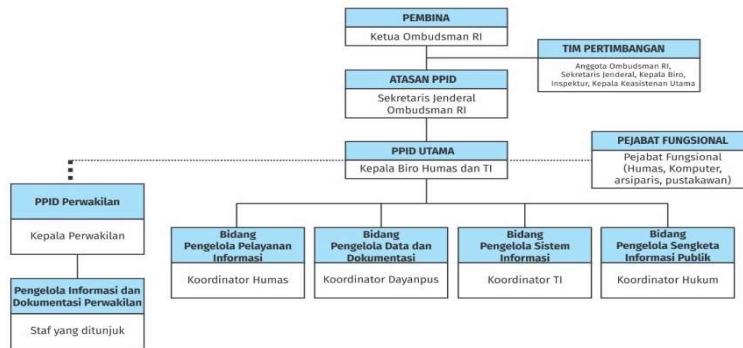 PEMBINA
Ketua Ombudsman RI
TIM PERTIMBANGAN
Anggota Ombudsman RI,
Sekretaris Jenderal, Kepala Biro,
Inspektur, Kepala Keasistenan Utama
ATASAN PPID
Sekretaris Jenderal
Ombudsman RI
PPID UTAMA
Kepala Biro Humas dan TI
PEJABAT FUNGSIONAL
Pejabat Fungsional
(Humas, Komputer,
arsiparis, pustakawan)
PPID Perwakilan
Kepala Perwakilan
Pengelola Informasi dan
Dokumentasi Perwakilan
Staf yang ditunjuk
Bidang
Pengelola Pelayanan
Informasi
Koordinator Humas
Bidang
Pengelola Data dan
Dokumentasi
Koordinator Dayanpus
Bidang
Pengelola Sistem
Informasi
Koordinator TI
Bidang
Pengelola Sengketa
Informasi Publik
Koordinator Hukum